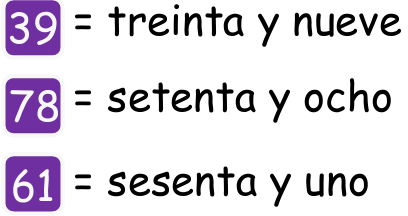 39 = treinta y nueve
78 = setenta y ocho
61 = sesenta y uno